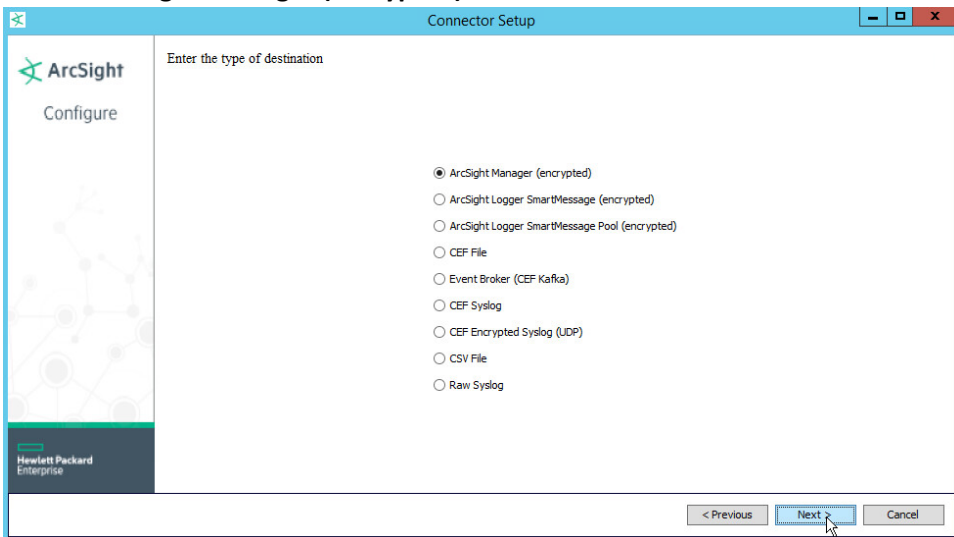 Connector Setup
ArcSight
Configure
Enter the type of destination
ArcSight Manager (encrypted)
ArcSight Logger SmartMessage (encrypted)
ArcSight Logger SmartMessage Pool (encrypted)
CEF File
Event Broker (CEF Kafka)
CEF Syslog
CEF Encrypted Syslog (UDP)
CSV File
Raw Syslog
Hewlett Packard
Enterprise
< Previous
Next >
Cancel